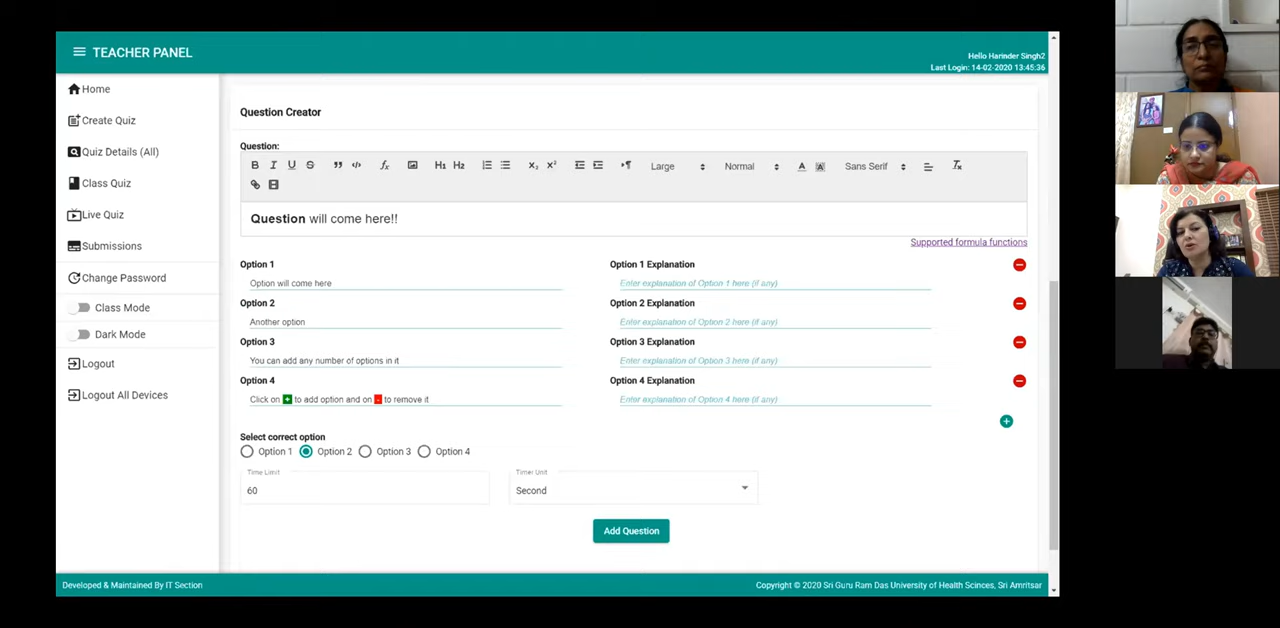 TEACHER PANEL
Hello Harinder Singh2
Last Login: 14-02-2020 13:45:36
Home
Create Quiz
Quiz Details (All)
Class Quiz
Live Quiz
Submissions
Change Password
Class Mode
Dark Mode
Logout
Logout All Devices
Question Creator
Question:
B I U S H1 H2 X2 X2 Large Normal A A Sans Serif Tx
Question will come here!!
Supported formula functions
Option 1 Option 1 Explanation
Option will come here Enter explanation of Option 1 here (if any)
Option 2 Option 2 Explanation
Another option Enter explanation of Option 2 here (if any)
Option 3 Option 3 Explanation
You can add any number of options in it Enter explanation of Option 3 here (if any)
Option 4 Option 4 Explanation
Click on + to add option and on - to remove it Enter explanation of Option 4 here (if any)
Select correct option
Option 1 Option 2 Option 3 Option 4
Time Limit Timer Unit
60 Second
Add Question
Developed & Maintained By IT Section
Copyright © 2020 Sri Guru Ram Das University of Health Scinces, Sri Amritsar